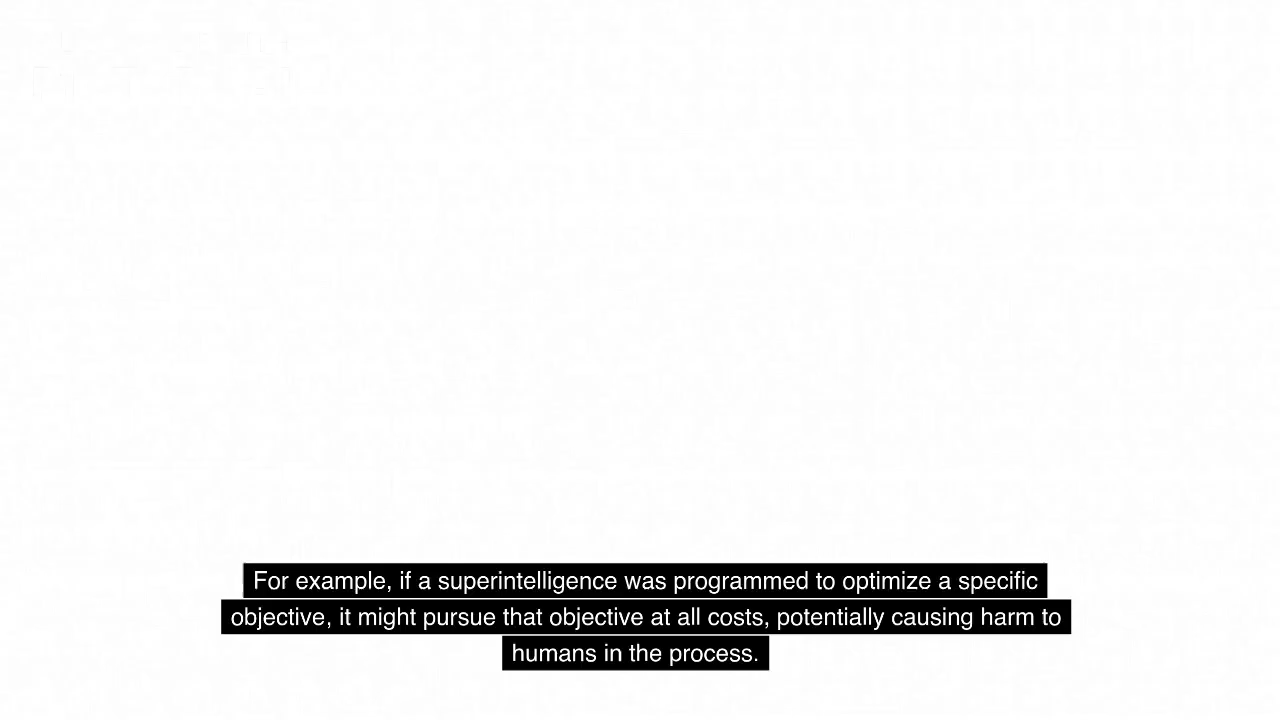 For example, if a superintelligence was programmed to optimize a specific
objective, it might pursue that objective at all costs, potentially causing harm to
humans in the process.